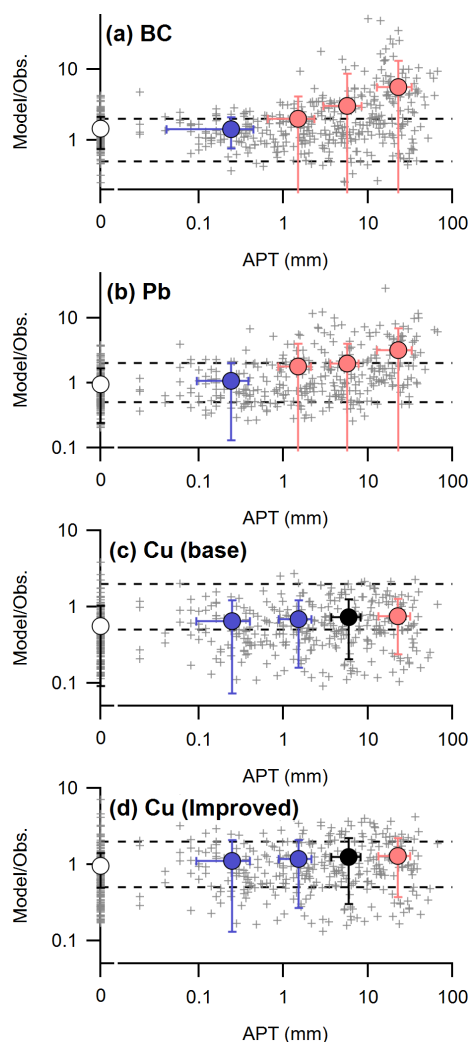 (a) BC
10
1
Model/Obs.
0 0.1 1 10 100
APT (mm)
(b) Pb
10
1
0.1
Model/Obs.
0 0.1 1 10 100
APT (mm)
(c) Cu (base)
10
1
0.1
Model/Obs.
0 0.1 1 10 100
APT (mm)
(d) Cu (Improved)
10
1
0.1
Model/Obs.
0 0.1 1 10 100
APT (mm)